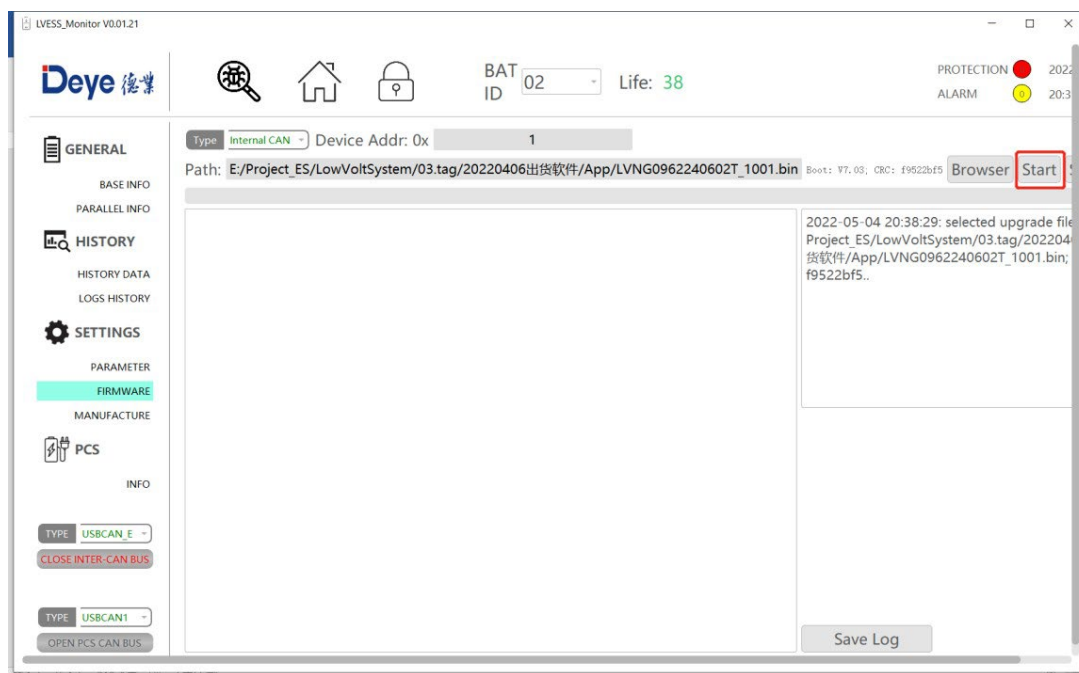 LVESS_Monitor V0.01.21
Deye 德業
BAT ID 02 Life: 38
PROTECTION 2022
ALARM 0 20:3
GENERAL
BASE INFO
PARALLEL INFO
HISTORY
HISTORY DATA
LOGS HISTORY
SETTINGS
PARAMETER
FIRMWARE
MANUFACTURE
PCS
INFO
TYPE USBCAN_E
CLOSE INTER-CAN BUS
TYPE USBCAN1
OPEN PCS CAN BUS
Type Internal CAN Device Addr: 0x 1
Path: E:/Project_ES/LowVoltSystem/03.tag/20220406出货软件/App/LVNG0962240602T_1001.bin Boot: V7.03; CRC: f9522bf5 Browser Start
2022-05-04 20:38:29: selected upgrade file
Project_ES/LowVoltSystem/03.tag/202204
货软件/App/LVNG0962240602T_1001.bin;
f9522bf5..
Save Log